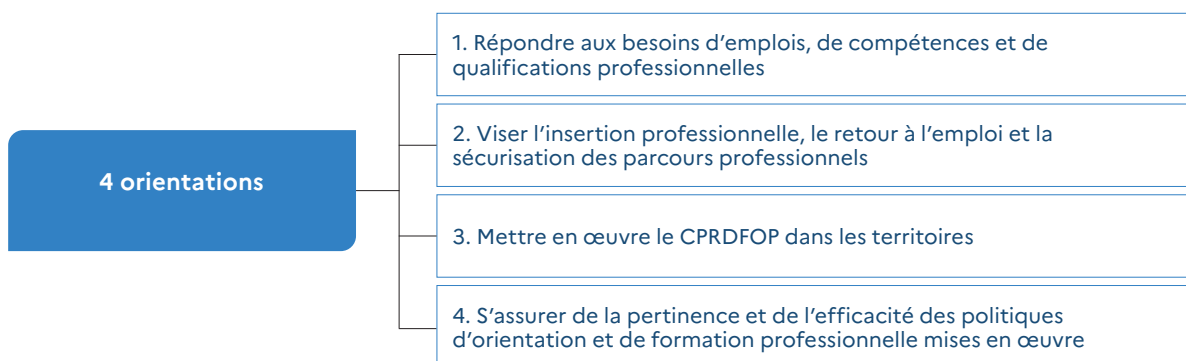 4 orientations
1. Répondre aux besoins d’emplois, de compétences et de
qualifications professionnelles
2. Viser l’insertion professionnelle, le retour à l’emploi et la
sécurisation des parcours professionnels
3. Mettre en œuvre le CPRDFOP dans les territoires
4. S’assurer de la pertinence et de l’efficacité des politiques
d’orientation et de formation professionnelle mises en œuvre